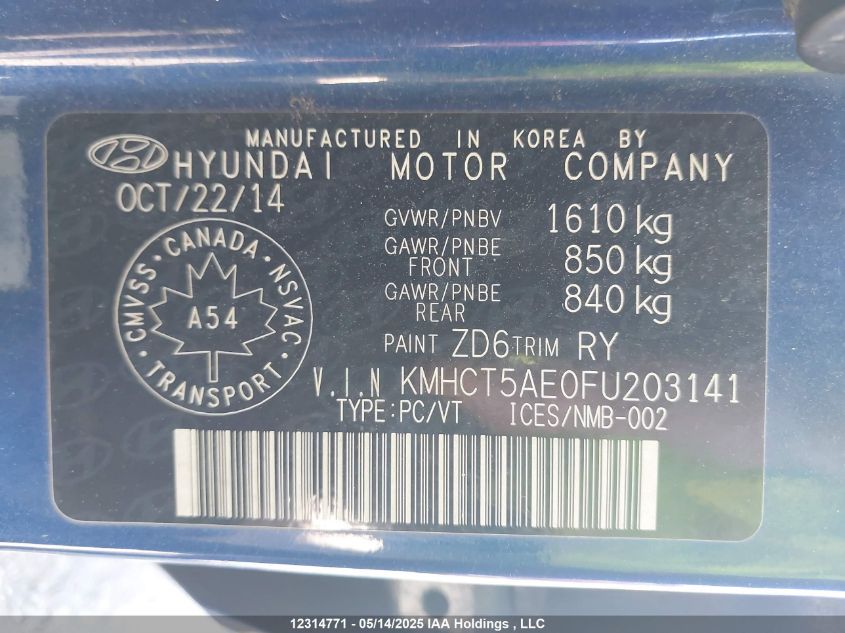 MANUFACTURED IN KOREA BY
HYUNDAI MOTOR COMPANY
OCT/22/14
GVWR/PNBV 1610 kg
GAWR/PNBE FRONT 850 kg
GAWR/PNBE REAR 840 kg
CANADA · NSVAC · TRANSPORT · CMVSS ·
A54
PAINT ZD6 TRIM RY
V.I.N KMHCT5AE0FU203141
TYPE:PC/VT ICES/NMB-002
12314771 - 05/14/2025 IAA Holdings , LLC